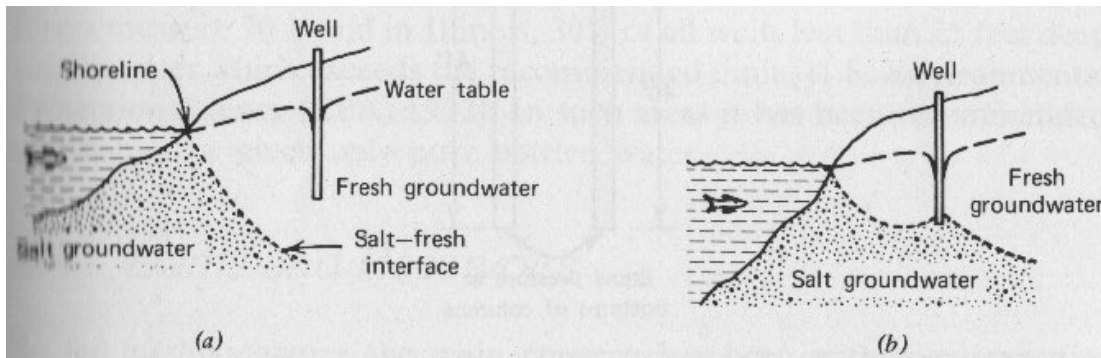 Well
Shoreline
Water table
Fresh groundwater
Salt groundwater
Salt–fresh
interface
(a)
Well
Fresh
groundwater
Salt groundwater
(b)